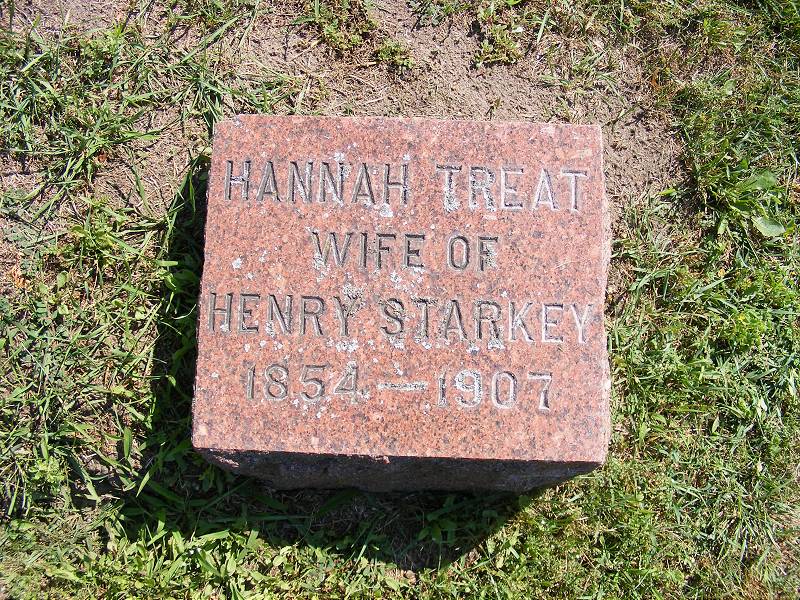 HANNAH TREAT
WIFE OF
HENRY STARKEY
1854—1907